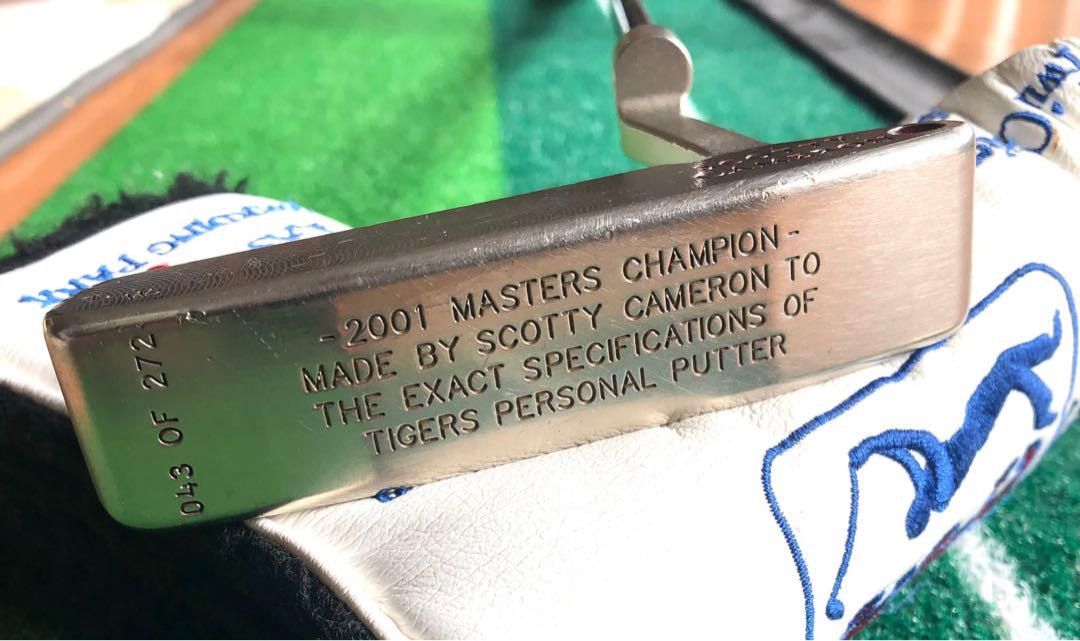 - 2001 MASTERS CHAMPION -
MADE BY SCOTTY CAMERON TO
THE EXACT SPECIFICATIONS OF
TIGERS PERSONAL PUTTER
043 OF 272